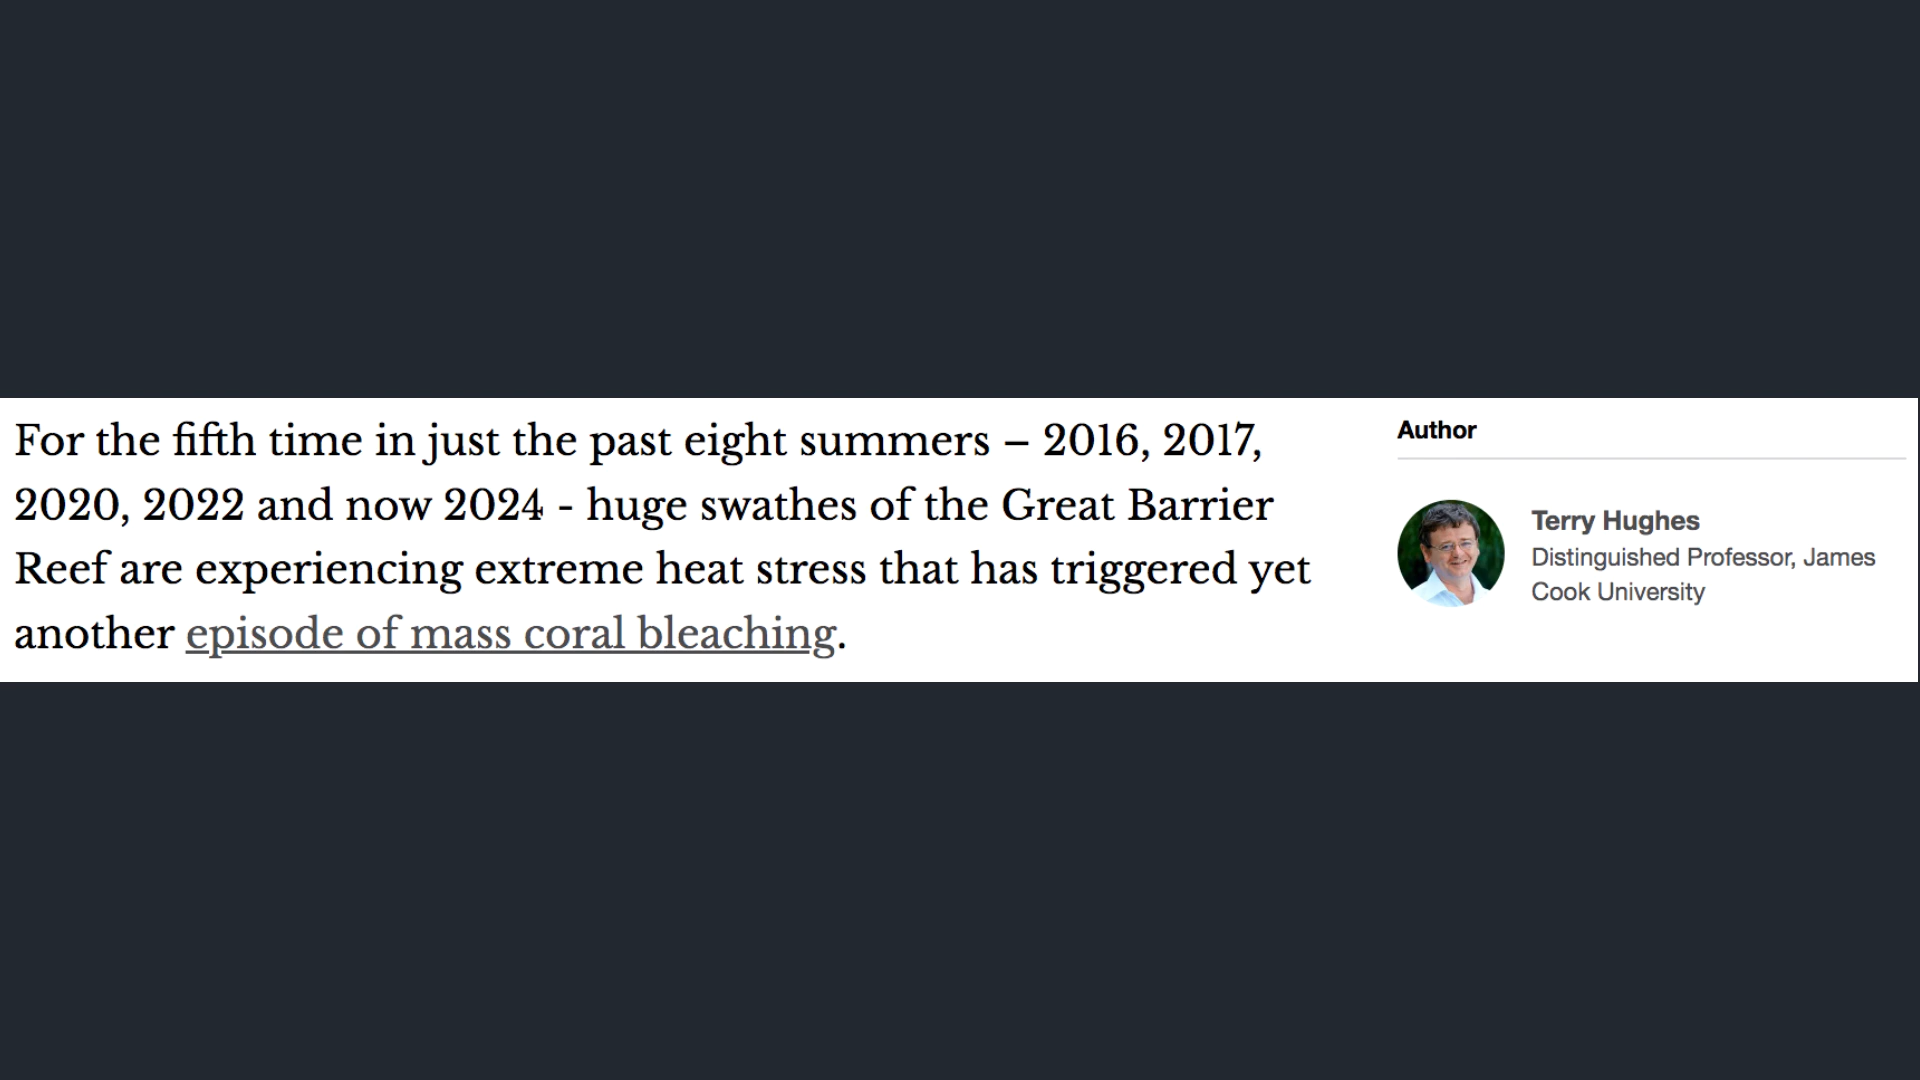 For the fifth time in just the past eight summers – 2016, 2017,
2020, 2022 and now 2024 - huge swathes of the Great Barrier
Reef are experiencing extreme heat stress that has triggered yet
another episode of mass coral bleaching.
Author
Terry Hughes
Distinguished Professor, James
Cook University